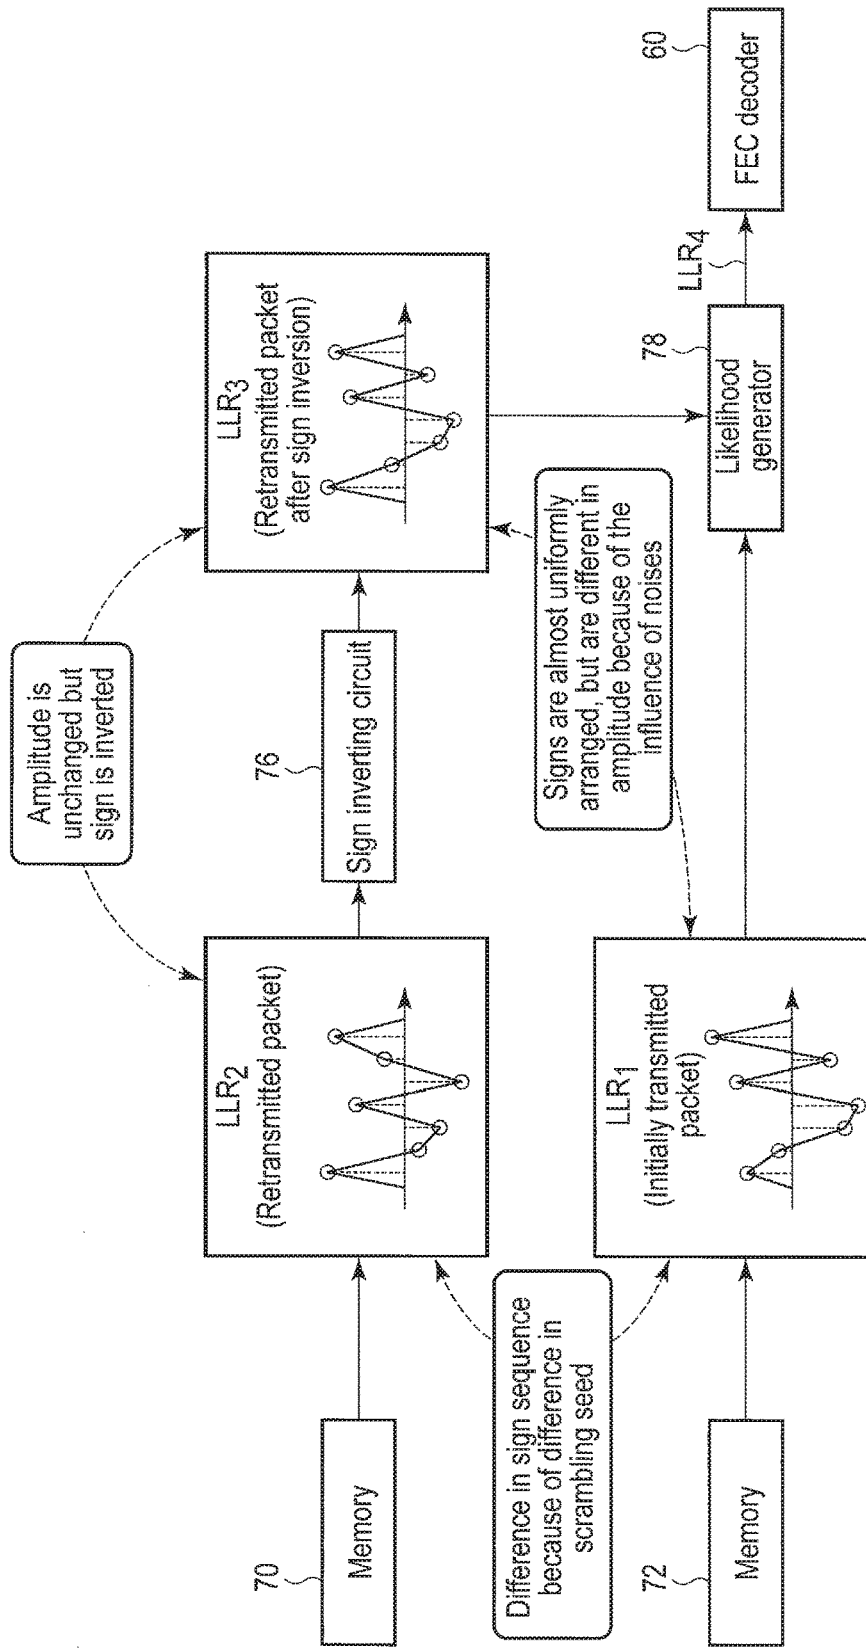 70
Memory
LLR2
(Retransmitted packet)
76
Sign inverting circuit
Amplitude is
unchanged but
sign is inverted
LLR3
(Retransmitted packet
after sign inversion)
Difference in sign sequence
because of difference in
scrambling seed
Signs are almost uniformly
arranged, but are different in
amplitude because of the
influence of noises
72
Memory
LLR1
(Initially transmitted
packet)
78
Likelihood
generator
LLR4
60
FEC decoder